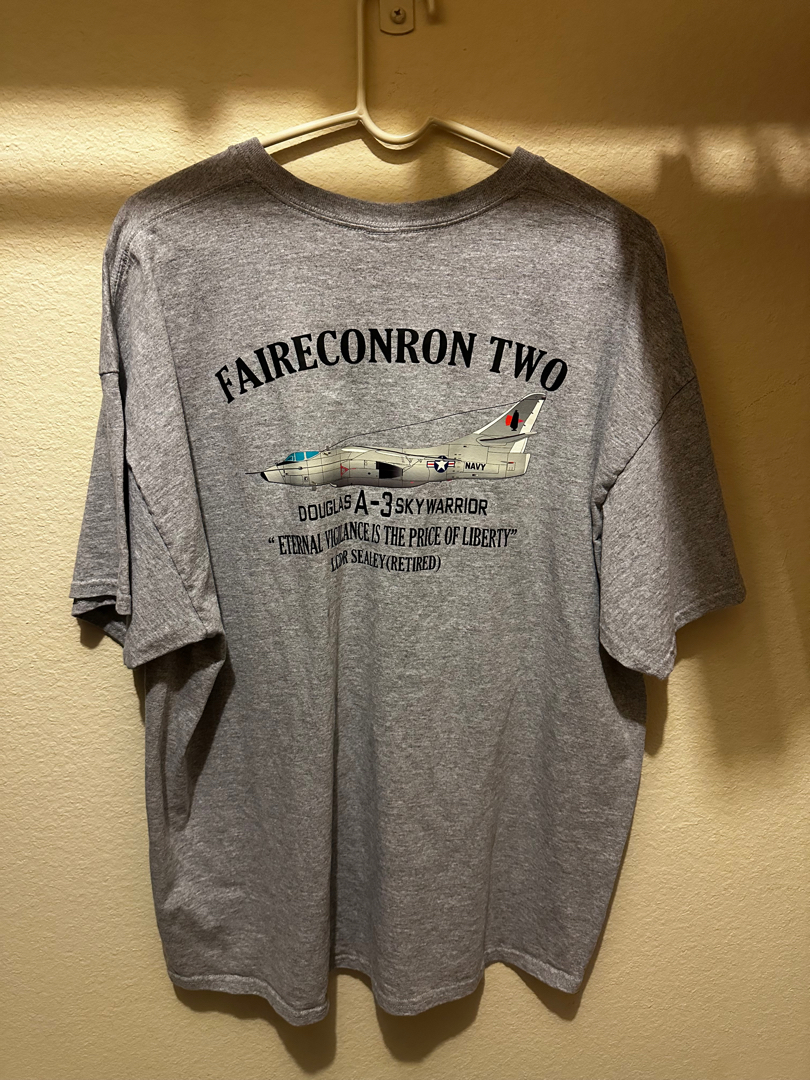 FAIRECONRON TWO
NAVY
DOUGLAS A-3 SKYWARRIOR
“ ETERNAL VIGILANCE IS THE PRICE OF LIBERTY”
LCDR SEALEY (RETIRED)